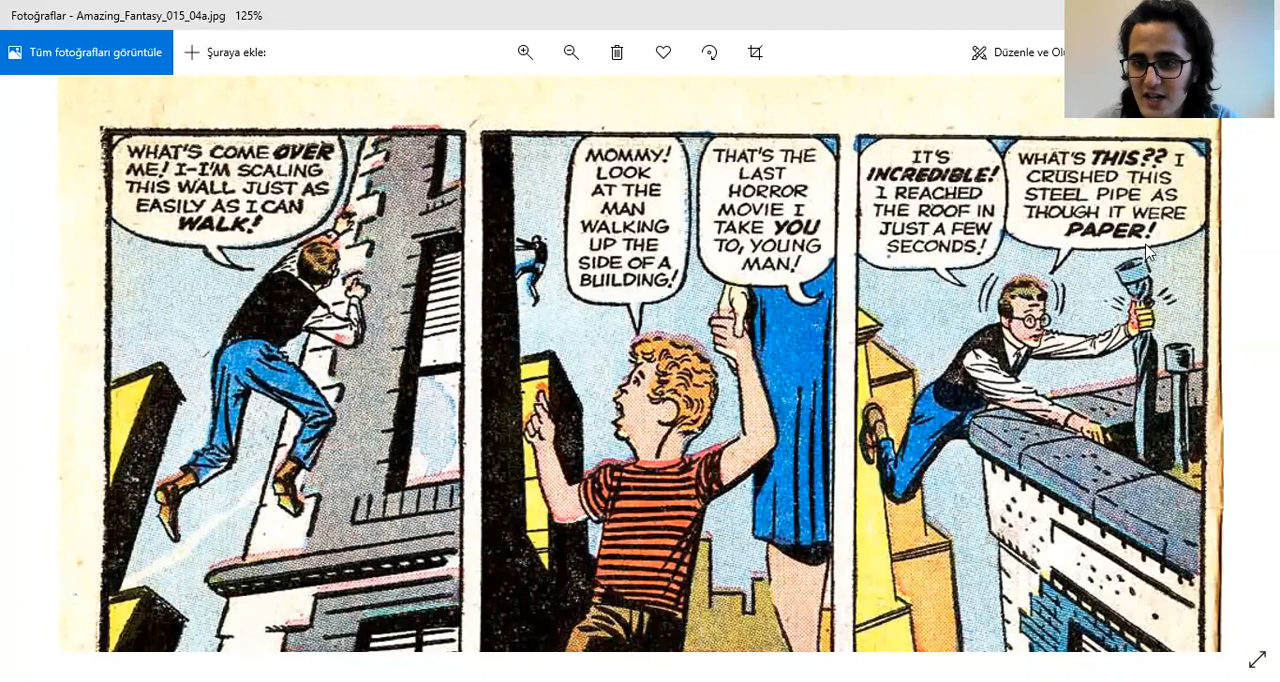 Fotoğraflar - Amazing_Fantasy_015_04a.jpg 125%
Tüm fotoğrafları görüntüle
Şuraya ekle:
WHAT'S COME OVER
ME! I-I'M SCALING
THIS WALL JUST AS
EASILY AS I CAN
WALK!
MOMMY!
LOOK
AT THE
MAN
WALKING
UP THE
SIDE OF A
BUILDING!
THAT'S THE
LAST
HORROR
MOVIE I
TAKE YOU
TO, YOUNG
MAN!
IT'S
INCREDIBLE!
I REACHED
THE ROOF IN
JUST A FEW
SECONDS!
WHAT'S THIS?? I
CRUSHED THIS
STEEL PIPE AS
THOUGH IT WERE
PAPER!